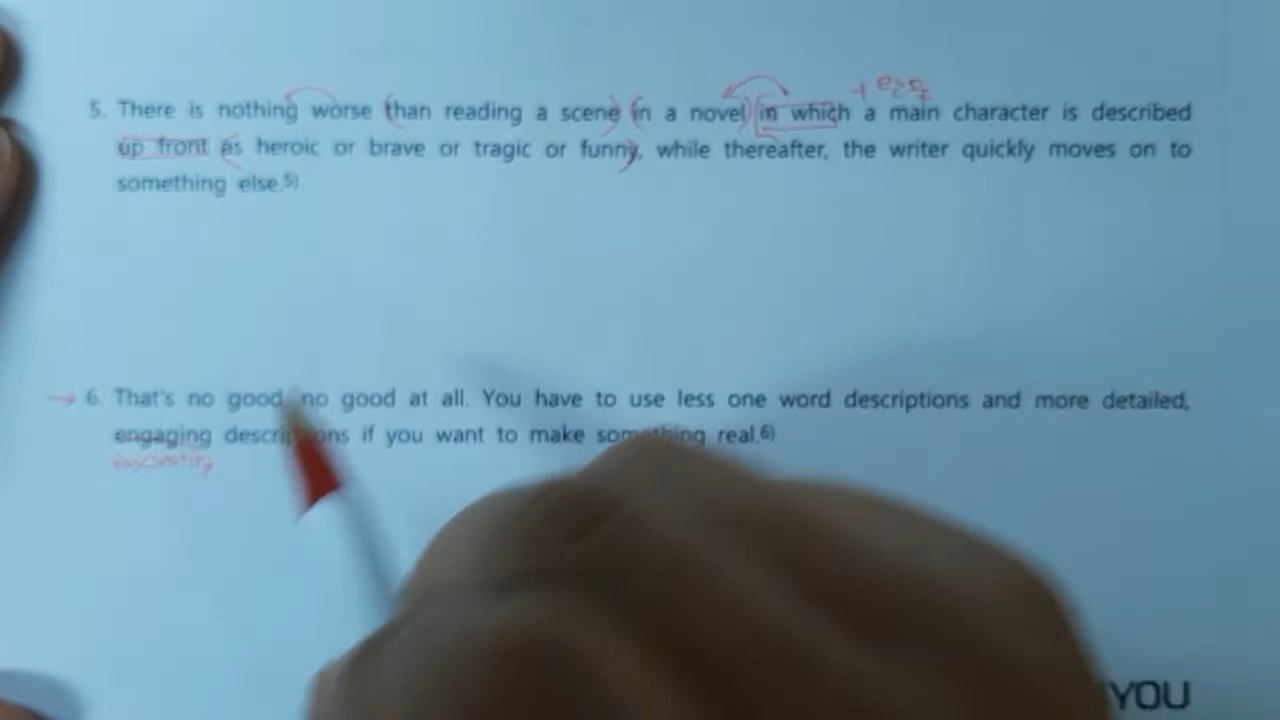 5. There is nothing worse than reading a scene in a novel in which a main character is described
up front as heroic or brave or tragic or funny, while thereafter, the writer quickly moves on to
something else.5)
6. That's no good, no good at all. You have to use less one word descriptions and more detailed,
engaging descriptions if you want to make something real.6)
YOU